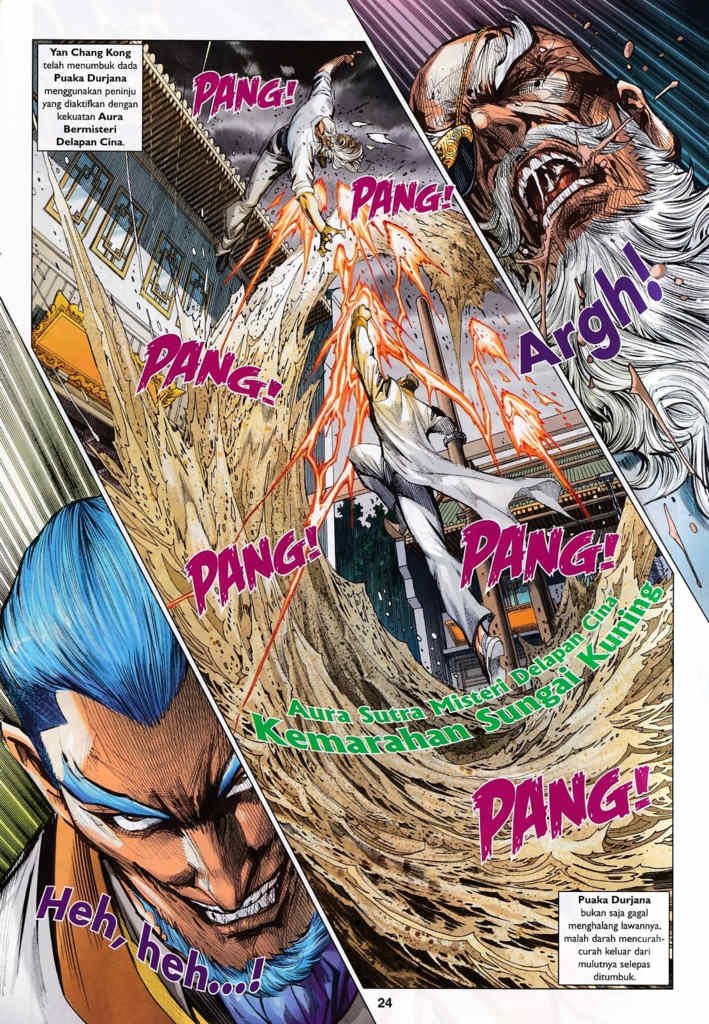 Yan Chang Kong
telah menumbuk dada
Puaka Durjana
menggunakan peninju
yang diaktifkan dengan
kekuatan Aura
Bermisteri
Delapan Cina.
PANG!
PANG!
Argh!
PANG!
PANG!
PANG!
Aura Sutra Misteri Delapan Cina
Kemarahan Sungai Kuning
PANG!
Heh, heh...!
Puaka Durjana
bukan saja gagal
menghalang lawannya,
malah darah mencurah-
curah keluar dari
mulutnya selepas
ditumbuk.
24